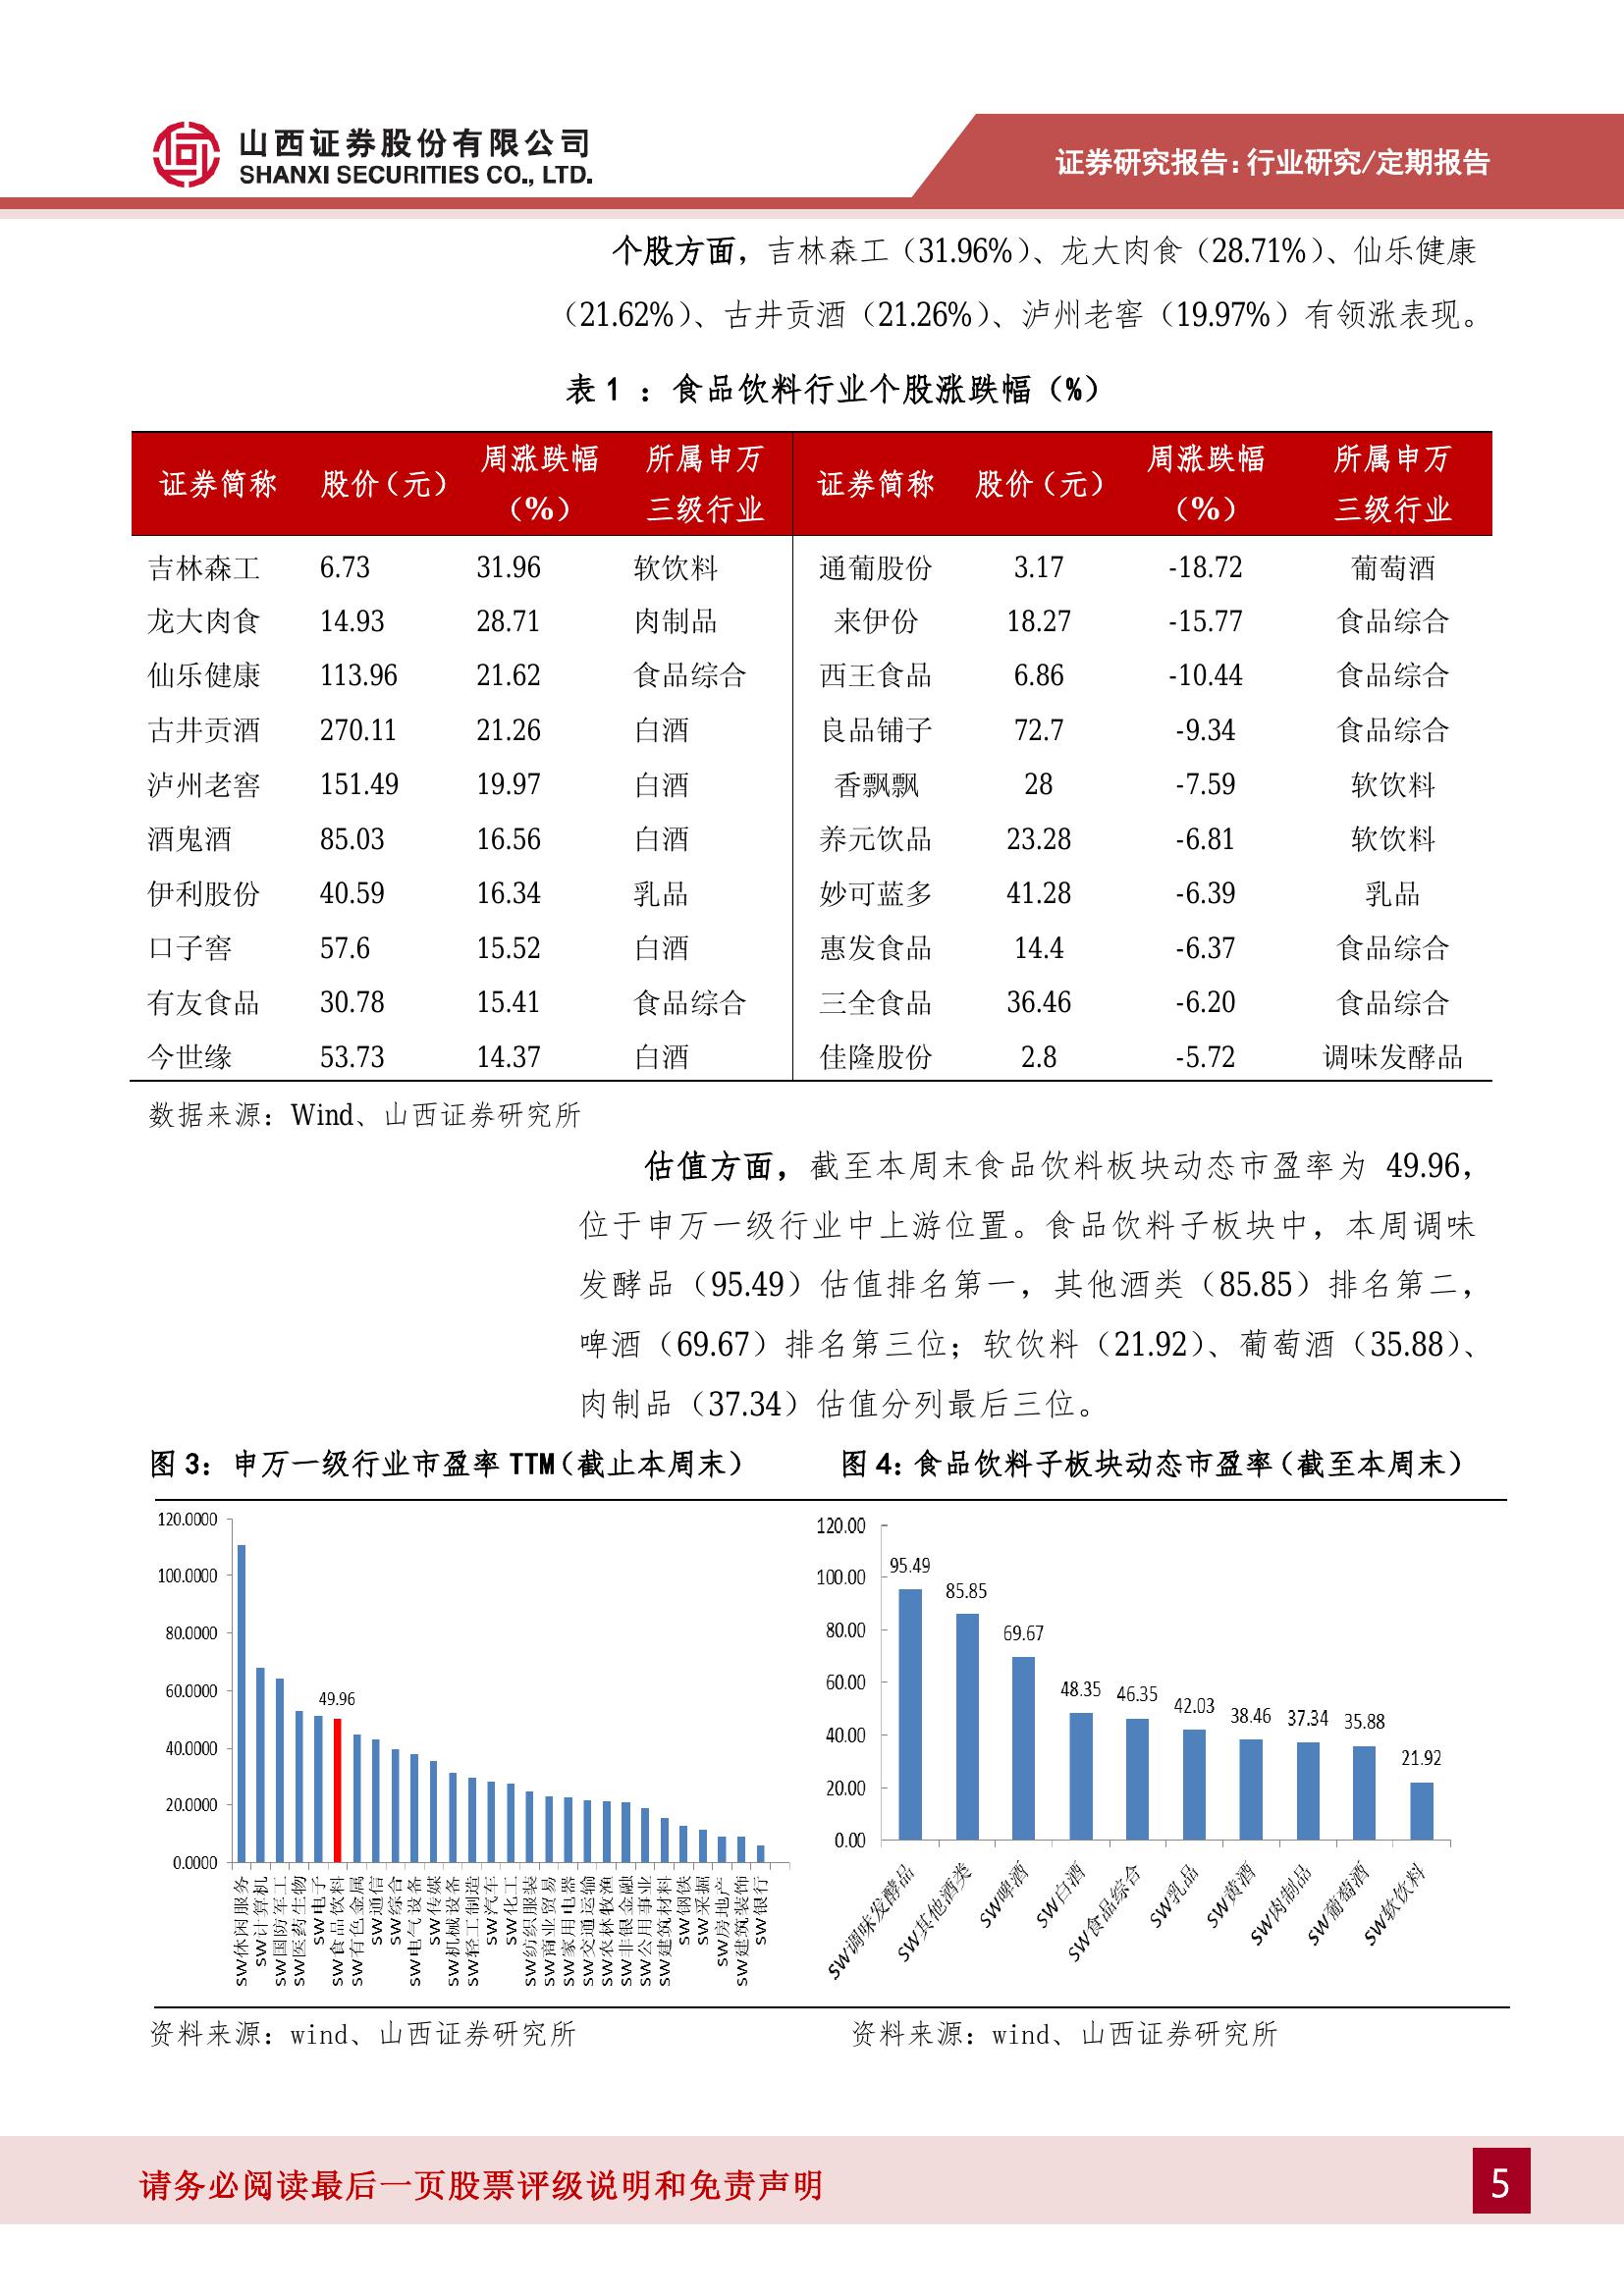 山西证券股份有限公司
SHANXI SECURITIES CO., LTD.
证券研究报告：行业研究/定期报告
个股方面，吉林森工（31.96%）、龙大肉食（28.71%）、仙乐健康
（21.62%）、古井贡酒（21.26%）、泸州老窖（19.97%）有领涨表现。
表 1 ：食品饮料行业个股涨跌幅（%）
证券简称 股价（元） 周涨跌幅（%） 所属申万三级行业 证券简称 股价（元） 周涨跌幅（%） 所属申万三级行业
吉林森工 6.73 31.96 软饮料 通葡股份 3.17 -18.72 葡萄酒
龙大肉食 14.93 28.71 肉制品 来伊份 18.27 -15.77 食品综合
仙乐健康 113.96 21.62 食品综合 西王食品 6.86 -10.44 食品综合
古井贡酒 270.11 21.26 白酒 良品铺子 72.7 -9.34 食品综合
泸州老窖 151.49 19.97 白酒 香飘飘 28 -7.59 软饮料
酒鬼酒 85.03 16.56 白酒 养元饮品 23.28 -6.81 软饮料
伊利股份 40.59 16.34 乳品 妙可蓝多 41.28 -6.39 乳品
口子窖 57.6 15.52 白酒 惠发食品 14.4 -6.37 食品综合
有友食品 30.78 15.41 食品综合 三全食品 36.46 -6.20 食品综合
今世缘 53.73 14.37 白酒 佳隆股份 2.8 -5.72 调味发酵品
数据来源：Wind、山西证券研究所
估值方面，截至本周末食品饮料板块动态市盈率为 49.96，
位于申万一级行业中上游位置。食品饮料子板块中，本周调味
发酵品（95.49）估值排名第一，其他酒类（85.85）排名第二，
啤酒（69.67）排名第三位；软饮料（21.92）、葡萄酒（35.88）、
肉制品（37.34）估值分列最后三位。
图 3：申万一级行业市盈率 TTM（截止本周末）
120.0000
100.0000
80.0000
60.0000
40.0000
20.0000
0.0000
49.96
SW休闲服务
SW计算机
SW国防军工
SW医药生物
SW电子
SW食品饮料
SW有色金属
SW通信
SW综合
SW电气设备
SW传媒
SW机械设备
SW轻工制造
SW汽车
SW化工
SW纺织服装
SW商业贸易
SW家用电器
SW交通运输
SW农林牧渔
SW非银金融
SW公用事业
SW建筑材料
SW钢铁
SW采掘
SW房地产
SW建筑装饰
SW银行
资料来源：wind、山西证券研究所
图 4：食品饮料子板块动态市盈率（截至本周末）
120.00
100.00
80.00
60.00
40.00
20.00
0.00
95.49
85.85
69.67
48.35
46.35
42.03
38.46
37.34
35.88
21.92
SW调味发酵品
SW其他酒类
SW啤酒
SW白酒
SW食品综合
SW乳品
SW黄酒
SW肉制品
SW葡萄酒
SW软饮料
资料来源：wind、山西证券研究所
请务必阅读最后一页股票评级说明和免责声明
5